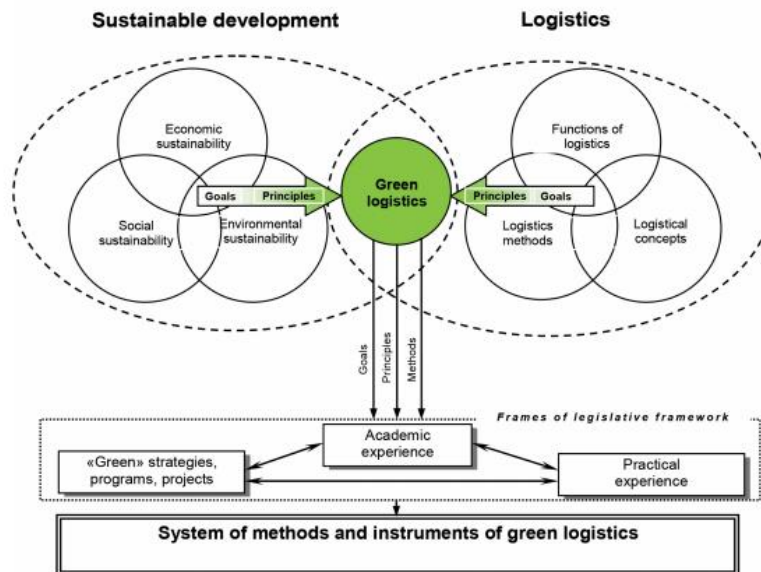 Sustainable development
Logistics
Economic
sustainability
Social
sustainability
Environmental
sustainability
Goals
Principles
Green
logistics
Principles
Goals
Functions of
logistics
Logistics
methods
Logistical
concepts
Goals
Principles
Methods
Frames of legislative framework
Academic
experience
«Green» strategies,
programs, projects
Practical
experience
System of methods and instruments of green logistics